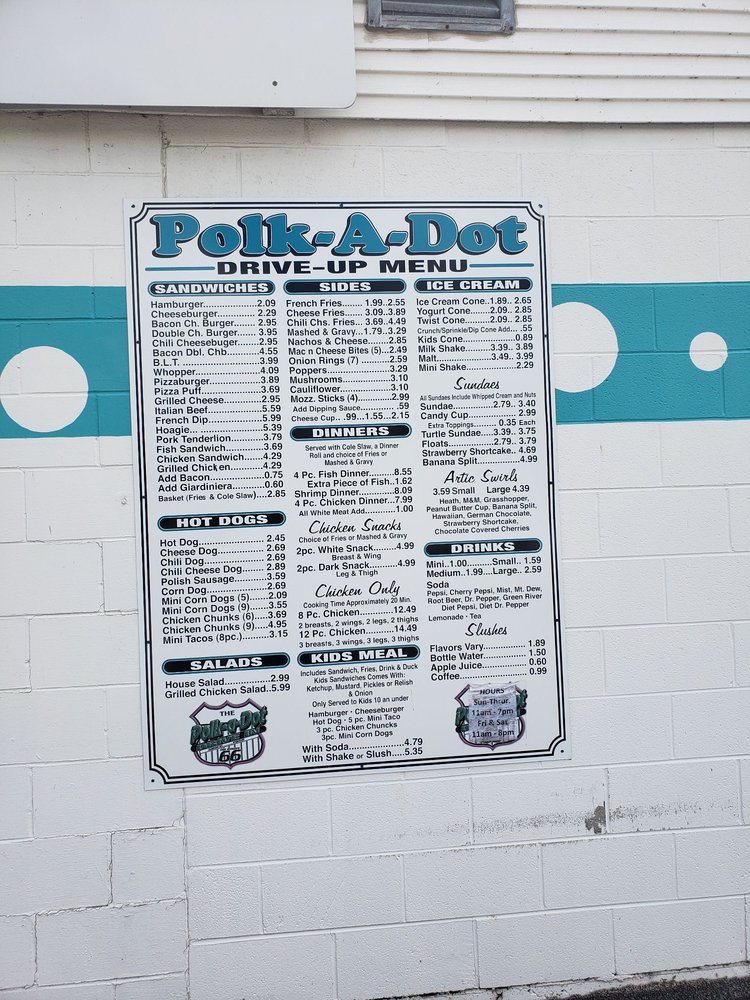 Polk-A-Dot
DRIVE-UP MENU
SANDWICHES
Hamburger.....................2.09
Cheeseburger................2.29
Bacon Ch. Burger.........2.95
Double Ch. Burger........3.95
Chili Cheeseburger........2.95
Bacon Dbl. Chb.............4.55
B.L.T................................3.99
Whopper.........................4.09
Pizzaburger....................3.89
Pizza Puff.......................3.69
Grilled Cheese...............2.95
Italian Beef.....................5.59
French Dip......................5.99
Hoagie.............................5.39
Pork Tenderlion..............3.79
Fish Sandwich................3.69
Chicken Sandwich.........4.29
Grilled Chicken...............4.29
Add Bacon......................0.75
Add Giardiniera..............0.60
Basket (Fries & Cole Slaw)....2.85
HOT DOGS
Hot Dog..........................2.45
Cheese Dog....................2.69
Chili Dog.........................2.69
Chili Cheese Dog...........2.89
Polish Sausage..............3.59
Corn Dog........................2.69
Mini Corn Dogs (5).........2.09
Mini Corn Dogs (9).........3.55
Chicken Chunks (6)........3.69
Chicken Chunks (9)........4.95
Mini Tacos (8pc.)............3.15
SALADS
House Salad...................2.99
Grilled Chicken Salad..5.99
THE
Polk-a-Dot
66
SIDES
French Fries...... 1.99..2.55
Cheese Fries......3.09..3.89
Chili Chs. Fries...3.69..4.49
Mashed & Gravy...1.79..3.29
Nachos & Cheese.......2.85
Mac n Cheese Bites (5)...2.49
Onion Rings (7) ..........2.59
Poppers.......................3.29
Mushrooms.................3.10
Cauliflower..................3.10
Mozz. Sticks (4)..........2.99
Add Dipping Sauce............59
Cheese Cup...99...1.55...2.15
DINNERS
Served with Cole Slaw, a Dinner
Roll and choice of Fries or
Mashed & Gravy
4 Pc. Fish Dinner..........8.55
Extra Piece of Fish..1.62
Shrimp Dinner..............8.09
4 Pc. Chicken Dinner....7.99
All White Meat Add...........1.00
Chicken Snacks
Choice of Fries or Mashed & Gravy
2pc. White Snack.........4.99
Breast & Wing
2pc. Dark Snack...........4.99
Leg & Thigh
Chicken Only
Cooking Time Approximately 20 Min.
8 Pc. Chicken............12.49
2 breasts, 2 wings, 2 legs, 2 thighs
12 Pc. Chicken..........14.49
3 breasts, 3 wings, 3 legs, 3 thighs
KIDS MEAL
Includes Sandwich, Fries, Drink & Duck
Kids Sandwiches Comes With:
Ketchup, Mustard, Pickles or Relish
& Onion
Only Served to Kids 10 an under
Hamburger - Cheeseburger
Hot Dog - 5 pc. Mini Taco
3 pc. Chicken Chuncks
3pc. Mini Corn Dogs
With Soda...................4.79
With Shake or Slush.....5.35
ICE CREAM
Ice Cream Cone..1.89.. 2.65
Yogurt Cone.......2.09.. 2.85
Twist Cone.........2.09.. 2.85
Crunch/Sprinkle/Dip Cone Add... .55
Kids Cone..................0.89
Milk Shake...........3.39.. 3.89
Malt......................3.49.. 3.99
Mini Shake..................2.29
Sundaes
All Sundaes Include Whipped Cream and Nuts
Sundae................2.79.. 3.40
Candy Cup...................2.99
Extra Toppings............0.35 Each
Turtle Sundae.....3.39.. 3.75
Floats...................2.79.. 3.79
Strawberry Shortcake.. 4.69
Banana Split................4.99
Artic Swirls
3.59 Small Large 4.39
Heath, M&M, Grasshopper,
Peanut Butter Cup, Banana Split,
Hawaiian, German Chocolate,
Strawberry Shortcake,
Chocolate Covered Cherries
DRINKS
Mini..1.00........Small.. 1.59
Medium..1.99....Large.. 2.59
Soda
Pepsi, Cherry Pepsi, Mist, Mt. Dew,
Root Beer, Dr. Pepper, Green River
Diet Pepsi, Diet Dr. Pepper
Lemonade - Tea
Slushes
Flavors Vary................1.89
Bottle Water................1.50
Apple Juice.................0.60
Coffee.........................0.99
HOURS
Sun-Thur
11am - 7pm
Fri & Sat
11am - 8pm